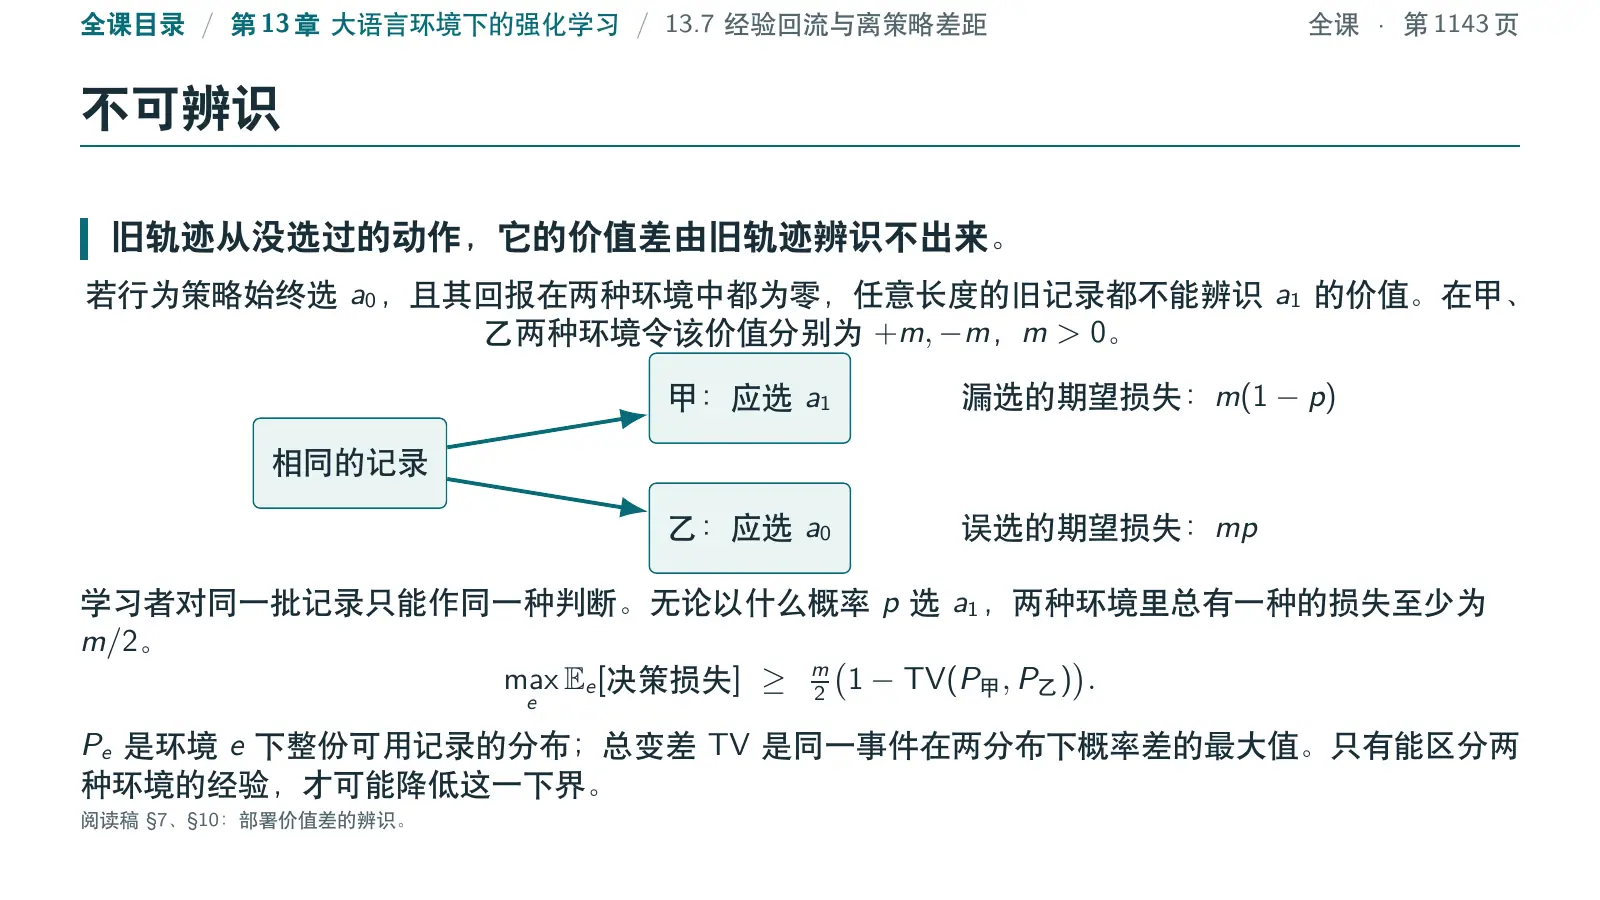 全课目录 / 第13章 大语言环境下的强化学习 / 13.7 经验回流与离策略差距 全课 · 第1143页
不可辨识
旧轨迹从没选过的动作，它的价值差由旧轨迹辨识不出来。
若行为策略始终选 a₀，且其回报在两种环境中都为零，任意长度的旧记录都不能辨识 a₁ 的价值。在甲、
乙两种环境令该价值分别为 +m, −m，m > 0。
甲：应选 a₁ 漏选的期望损失：m(1 − p)
相同的记录
乙：应选 a₀ 误选的期望损失：mp
学习者对同一批记录只能作同一种判断。无论以什么概率 p 选 a₁，两种环境里总有一种的损失至少为
m/2。
max_e 𝔼_e[决策损失] ≥ m/2 (1 − TV(P_甲, P_乙)).
Pₑ 是环境 e 下整份可用记录的分布；总变差 TV 是同一事件在两分布下概率差的最大值。只有能区分两
种环境的经验，才可能降低这一下界。
阅读稿 §7、§10：部署价值差的辨识。